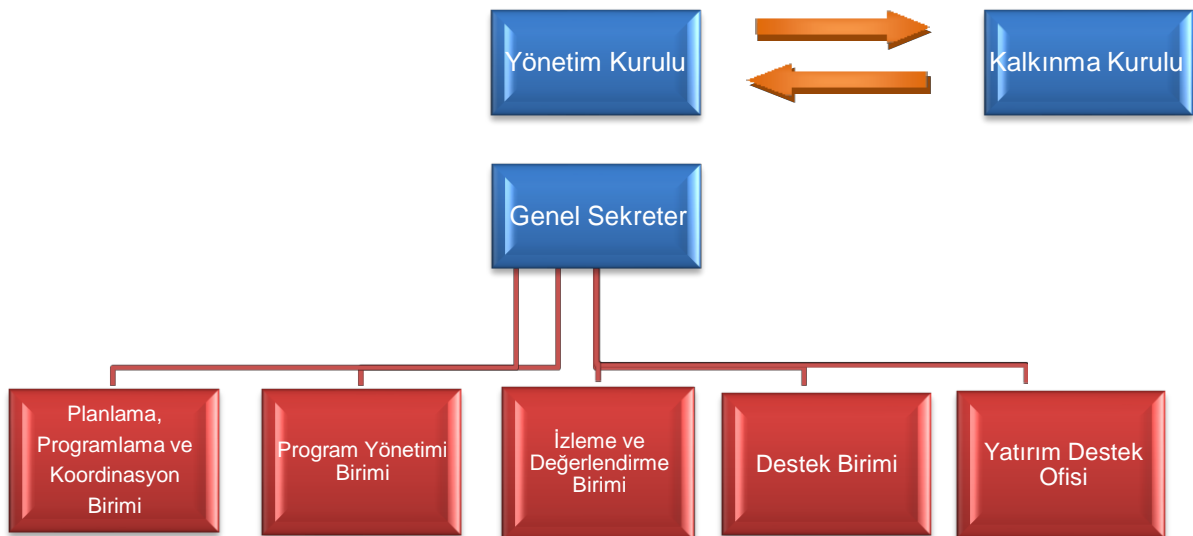 Yönetim Kurulu
Kalkınma Kurulu
Genel Sekreter
Planlama,
Programlama ve
Koordinasyon
Birimi
Program Yönetimi
Birimi
İzleme ve
Değerlendirme
Birimi
Destek Birimi
Yatırım Destek
Ofisi